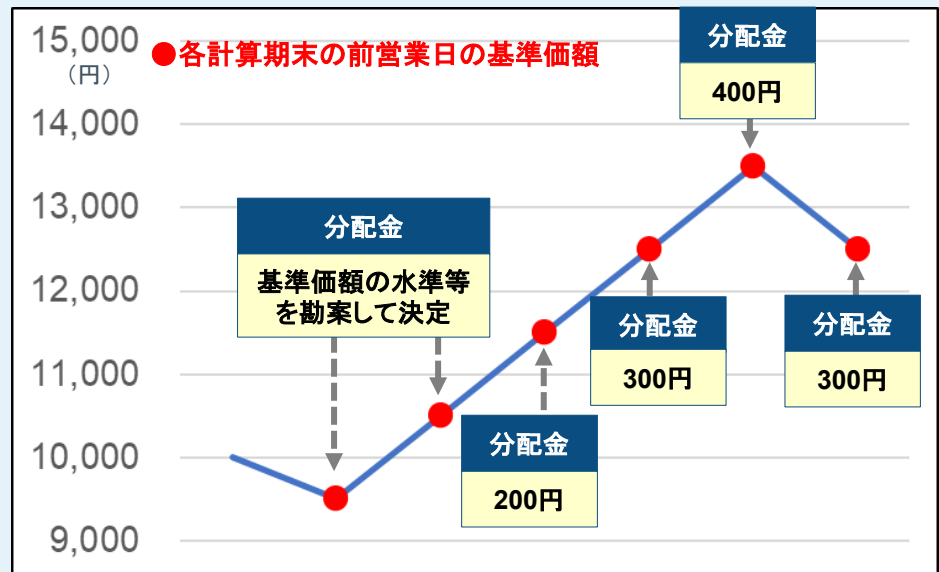 15,000
（円）
●各計算期末の前営業日の基準価額
14,000
13,000
12,000
11,000
10,000
9,000
分配金
基準価額の水準等
を勘案して決定
分配金
200円
分配金
300円
分配金
400円
分配金
300円